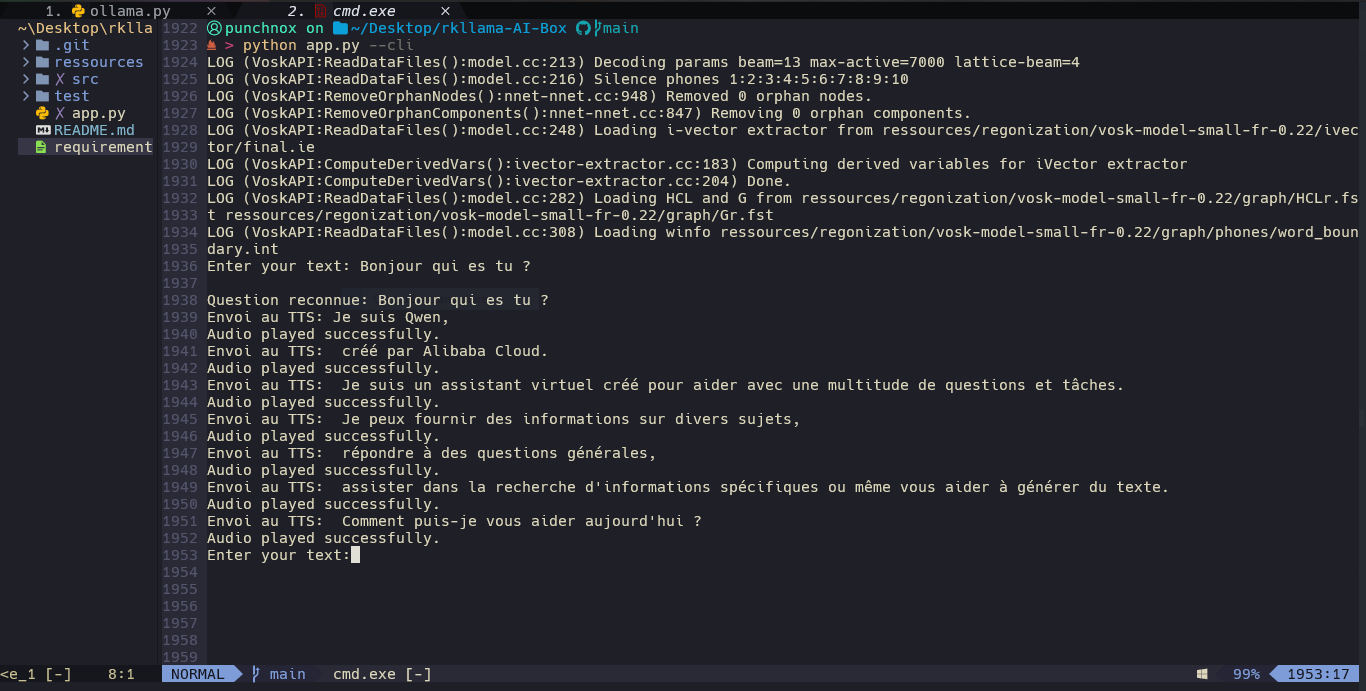 1. ollama.py ✕ 2. cmd.exe ✕
~\Desktop\rklla
> .git
> ressources
> ✗ src
> test
✗ app.py
README.md
requirement
1922 punchnox on ~/Desktop/rkllama-AI-Box main
1923 > python app.py --cli
1924 LOG (VoskAPI:ReadDataFiles():model.cc:213) Decoding params beam=13 max-active=7000 lattice-beam=4
1925 LOG (VoskAPI:ReadDataFiles():model.cc:216) Silence phones 1:2:3:4:5:6:7:8:9:10
1926 LOG (VoskAPI:RemoveOrphanNodes():nnet-nnet.cc:948) Removed 0 orphan nodes.
1927 LOG (VoskAPI:RemoveOrphanComponents():nnet-nnet.cc:847) Removing 0 orphan components.
1928 LOG (VoskAPI:ReadDataFiles():model.cc:248) Loading i-vector extractor from ressources/regonization/vosk-model-small-fr-0.22/ivec
1929 tor/final.ie
1930 LOG (VoskAPI:ComputeDerivedVars():ivector-extractor.cc:183) Computing derived variables for iVector extractor
1931 LOG (VoskAPI:ComputeDerivedVars():ivector-extractor.cc:204) Done.
1932 LOG (VoskAPI:ReadDataFiles():model.cc:282) Loading HCL and G from ressources/regonization/vosk-model-small-fr-0.22/graph/HCLr.fs
1933 t ressources/regonization/vosk-model-small-fr-0.22/graph/Gr.fst
1934 LOG (VoskAPI:ReadDataFiles():model.cc:308) Loading winfo ressources/regonization/vosk-model-small-fr-0.22/graph/phones/word_boun
1935 dary.int
1936 Enter your text: Bonjour qui es tu ?
1937
1938 Question reconnue: Bonjour qui es tu ?
1939 Envoi au TTS: Je suis Qwen,
1940 Audio played successfully.
1941 Envoi au TTS:  créé par Alibaba Cloud.
1942 Audio played successfully.
1943 Envoi au TTS:  Je suis un assistant virtuel créé pour aider avec une multitude de questions et tâches.
1944 Audio played successfully.
1945 Envoi au TTS:  Je peux fournir des informations sur divers sujets,
1946 Audio played successfully.
1947 Envoi au TTS:  répondre à des questions générales,
1948 Audio played successfully.
1949 Envoi au TTS:  assister dans la recherche d'informations spécifiques ou même vous aider à générer du texte.
1950 Audio played successfully.
1951 Envoi au TTS:  Comment puis-je vous aider aujourd'hui ?
1952 Audio played successfully.
1953 Enter your text:
1954
1955
1956
1957
1958
1959
<e_1 [-] 8:1 NORMAL main cmd.exe [-] 99% 1953:17